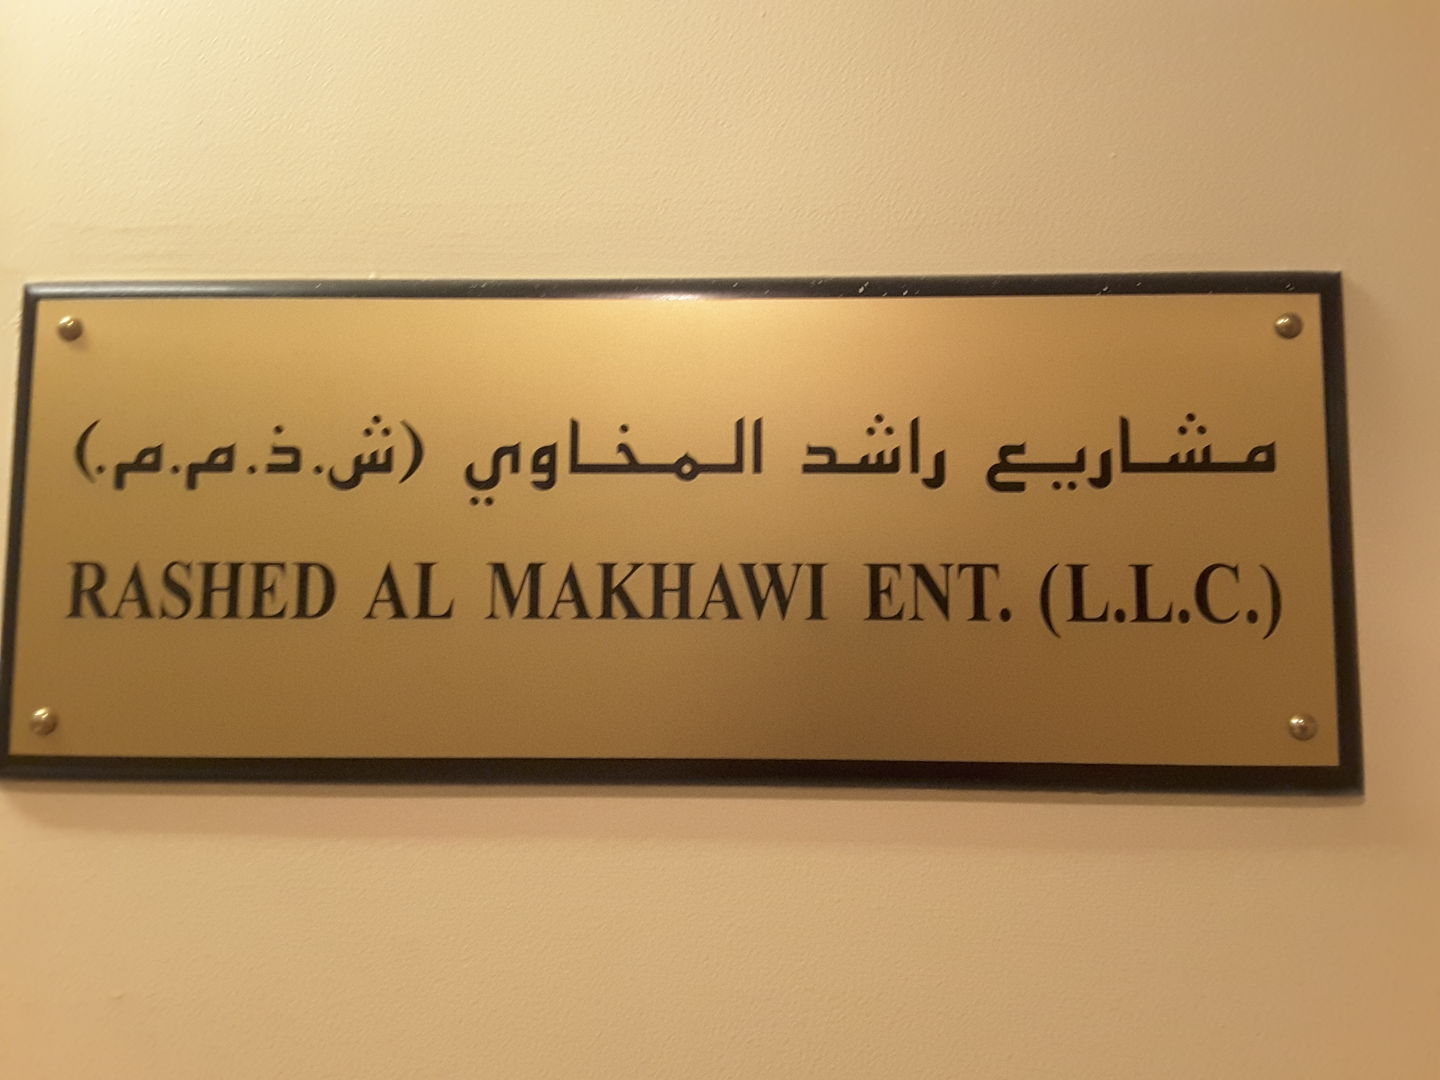 مشاريع راشد المخاوي (ش.ذ.م.م.)
RASHED AL MAKHAWI ENT. (L.L.C.)